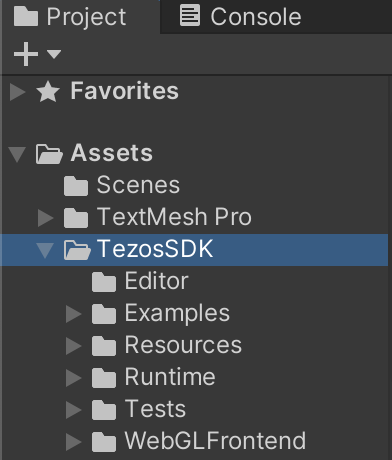 Project Console
Favorites
Assets
Scenes
TextMesh Pro
TezosSDK
Editor
Examples
Resources
Runtime
Tests
WebGLFrontend